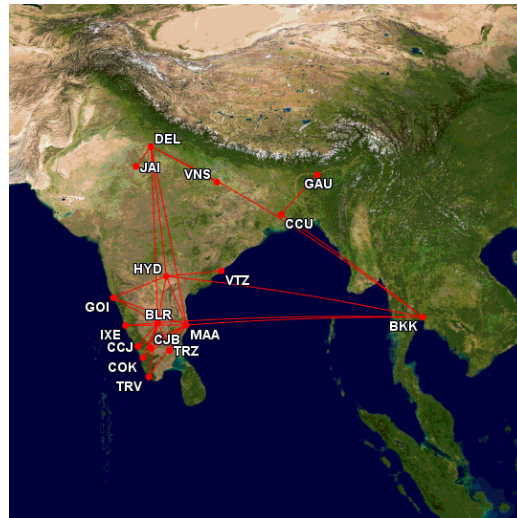 DEL
JAI
VNS
GAU
CCU
HYD
VTZ
GOI
BLR
BKK
IXE
MAA
CCJ
CJB
TRZ
COK
TRV